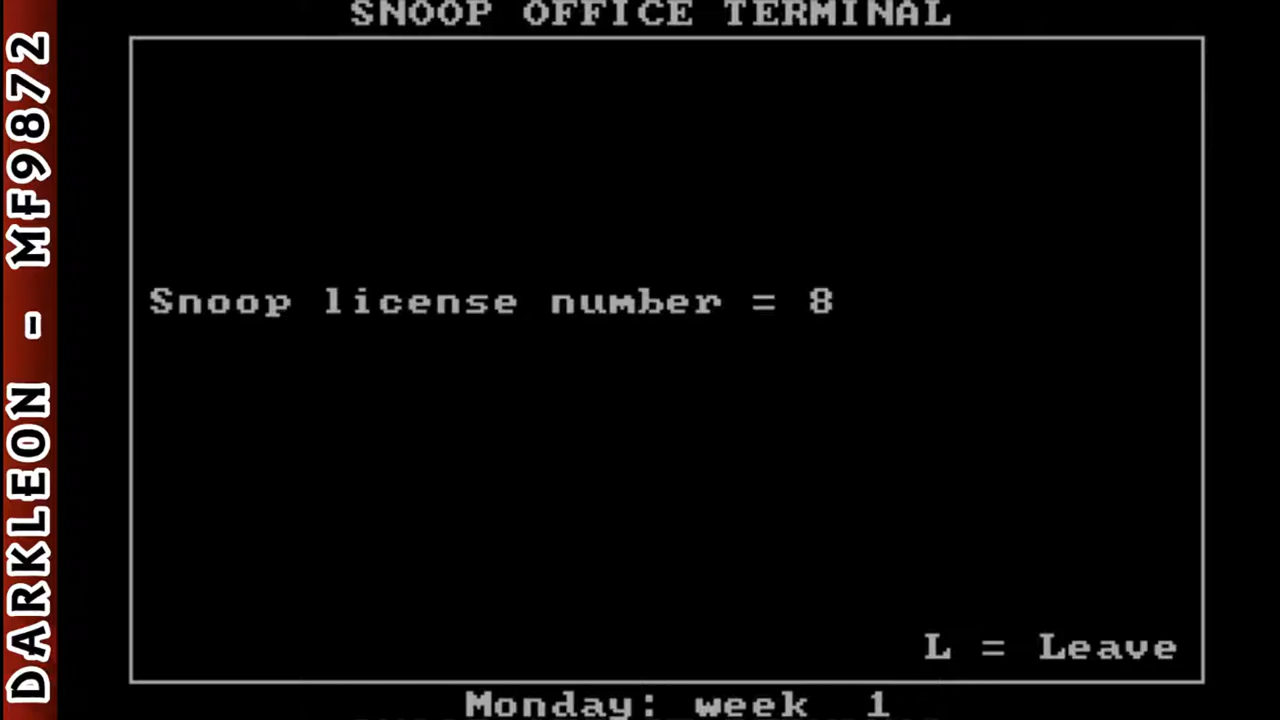 SNOOP OFFICE TERMINAL
Snoop license number = 8
L = Leave
Monday: week 1
DARKLEON - MF9872